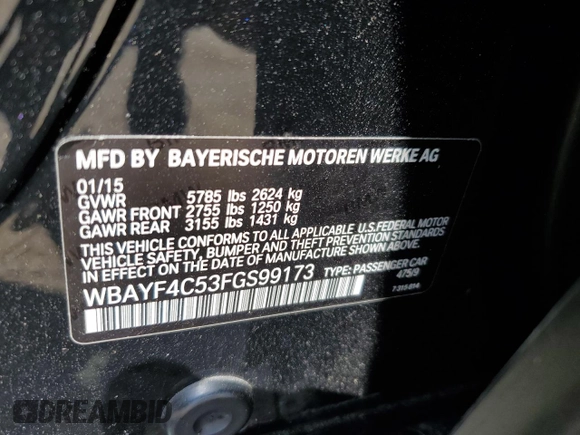 MFD BY BAYERISCHE MOTOREN WERKE AG
01/15
GVWR 5785 lbs 2624 kg
GAWR FRONT 2755 lbs 1250 kg
GAWR REAR 3155 lbs 1431 kg
THIS VEHICLE CONFORMS TO ALL APPLICABLE U.S.FEDERAL MOTOR
VEHICLE SAFETY, BUMPER AND THEFT PREVENTION STANDARDS
IN EFFECT ON THE DATE OF MANUFACTURE SHOWN ABOVE.
WBAYF4C53FGS99173 TYPE: PASSENGER CAR
475/9
DREAMBID